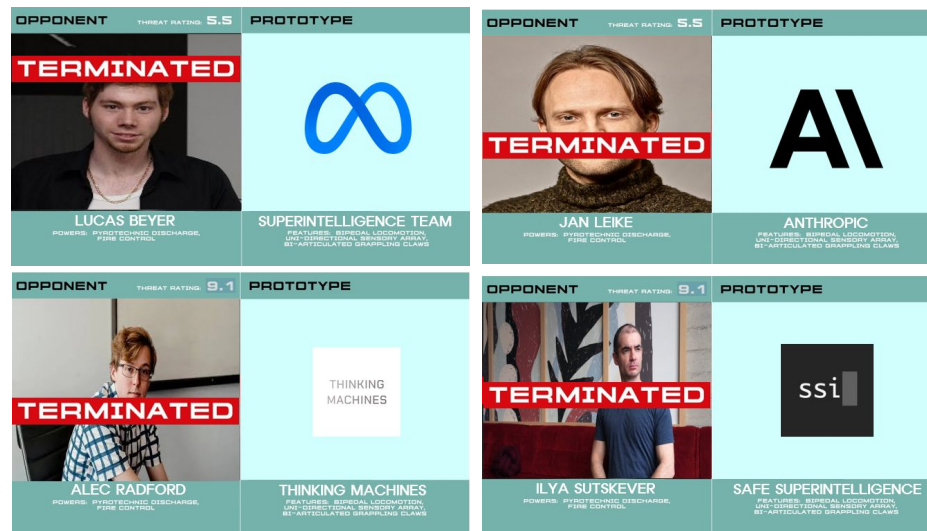 OPPONENT THREAT RATING: 5.5 PROTOTYPE
TERMINATED
LUCAS BEYER
POWERS: PYROTECHNIC DISCHARGE,
FIRE CONTROL
SUPERINTELLIGENCE TEAM
FEATURES: BIPEDAL LOCOMOTION,
UNI-DIRECTIONAL SENSORY ARRAY,
BI-ARTICULATED GRAPPLING CLAWS
OPPONENT THREAT RATING: 5.5 PROTOTYPE
TERMINATED
A\
JAN LEIKE
POWERS: PYROTECHNIC DISCHARGE,
FIRE CONTROL
ANTHROPIC
FEATURES: BIPEDAL LOCOMOTION,
UNI-DIRECTIONAL SENSORY ARRAY,
BI-ARTICULATED GRAPPLING CLAWS
OPPONENT THREAT RATING: 9.1 PROTOTYPE
TERMINATED
THINKING
MACHINES
ALEC RADFORD
POWERS: PYROTECHNIC DISCHARGE,
FIRE CONTROL
THINKING MACHINES
FEATURES: BIPEDAL LOCOMOTION,
UNI-DIRECTIONAL SENSORY ARRAY,
BI-ARTICULATED GRAPPLING CLAWS
OPPONENT THREAT RATING: 9.1 PROTOTYPE
TERMINATED
ssi
ILYA SUTSKEVER
POWERS: PYROTECHNIC DISCHARGE,
FIRE CONTROL
SAFE SUPERINTELLIGENCE
FEATURES: BIPEDAL LOCOMOTION,
UNI-DIRECTIONAL SENSORY ARRAY,
BI-ARTICULATED GRAPPLING CLAWS